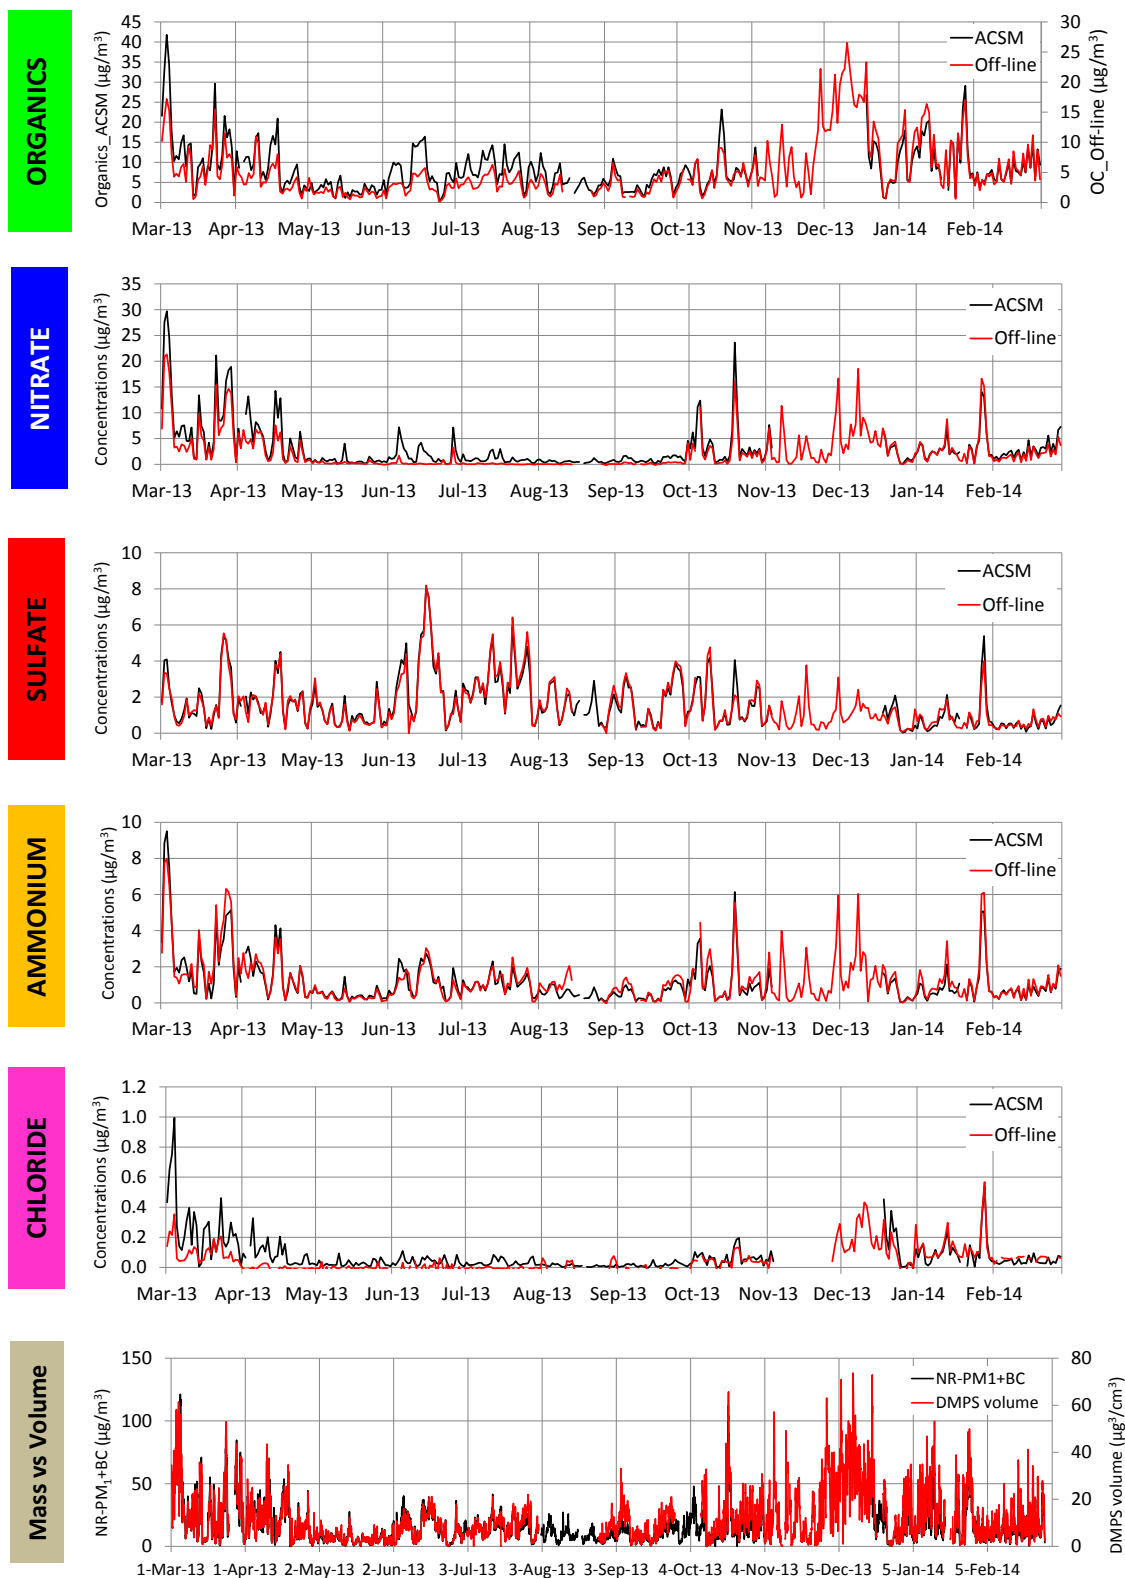 ORGANICS
Organics_ACSM (µg/m³)
45
40
35
30
25
20
15
10
5
0
30
25
20
15
10
5
0
OC_Off-line (µg/m³)
ACSM
Off-line
Mar-13 Apr-13 May-13 Jun-13 Jul-13 Aug-13 Sep-13 Oct-13 Nov-13 Dec-13 Jan-14 Feb-14
NITRATE
Concentrations (µg/m³)
35
30
25
20
15
10
5
0
ACSM
Off-line
Mar-13 Apr-13 May-13 Jun-13 Jul-13 Aug-13 Sep-13 Oct-13 Nov-13 Dec-13 Jan-14 Feb-14
SULFATE
Concentrations (µg/m³)
10
8
6
4
2
0
ACSM
Off-line
Mar-13 Apr-13 May-13 Jun-13 Jul-13 Aug-13 Sep-13 Oct-13 Nov-13 Dec-13 Jan-14 Feb-14
AMMONIUM
Concentrations (µg/m³)
10
8
6
4
2
0
ACSM
Off-line
Mar-13 Apr-13 May-13 Jun-13 Jul-13 Aug-13 Sep-13 Oct-13 Nov-13 Dec-13 Jan-14 Feb-14
CHLORIDE
Concentrations (µg/m³)
1.2
1.0
0.8
0.6
0.4
0.2
0.0
ACSM
Off-line
Mar-13 Apr-13 May-13 Jun-13 Jul-13 Aug-13 Sep-13 Oct-13 Nov-13 Dec-13 Jan-14 Feb-14
Mass vs Volume
NR-PM₁+BC (µg/m³)
150
100
50
0
80
60
40
20
0
DMPS volume (µg³/cm³)
NR-PM1+BC
DMPS volume
1-Mar-13 1-Apr-13 2-May-13 2-Jun-13 3-Jul-13 3-Aug-13 3-Sep-13 4-Oct-13 4-Nov-13 5-Dec-13 5-Jan-14 5-Feb-14